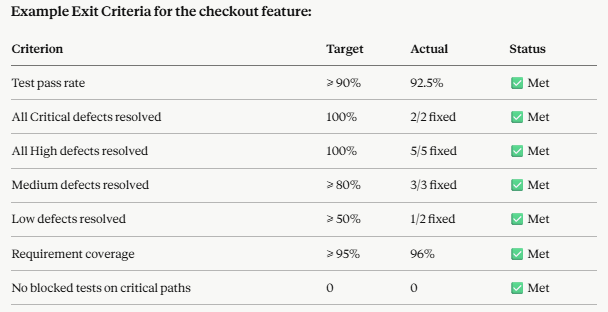 Example Exit Criteria for the checkout feature:
Criterion Target Actual Status
Test pass rate ≥ 90% 92.5% ✅ Met
All Critical defects resolved 100% 2/2 fixed ✅ Met
All High defects resolved 100% 5/5 fixed ✅ Met
Medium defects resolved ≥ 80% 3/3 fixed ✅ Met
Low defects resolved ≥ 50% 1/2 fixed ✅ Met
Requirement coverage ≥ 95% 96% ✅ Met
No blocked tests on critical paths 0 0 ✅ Met